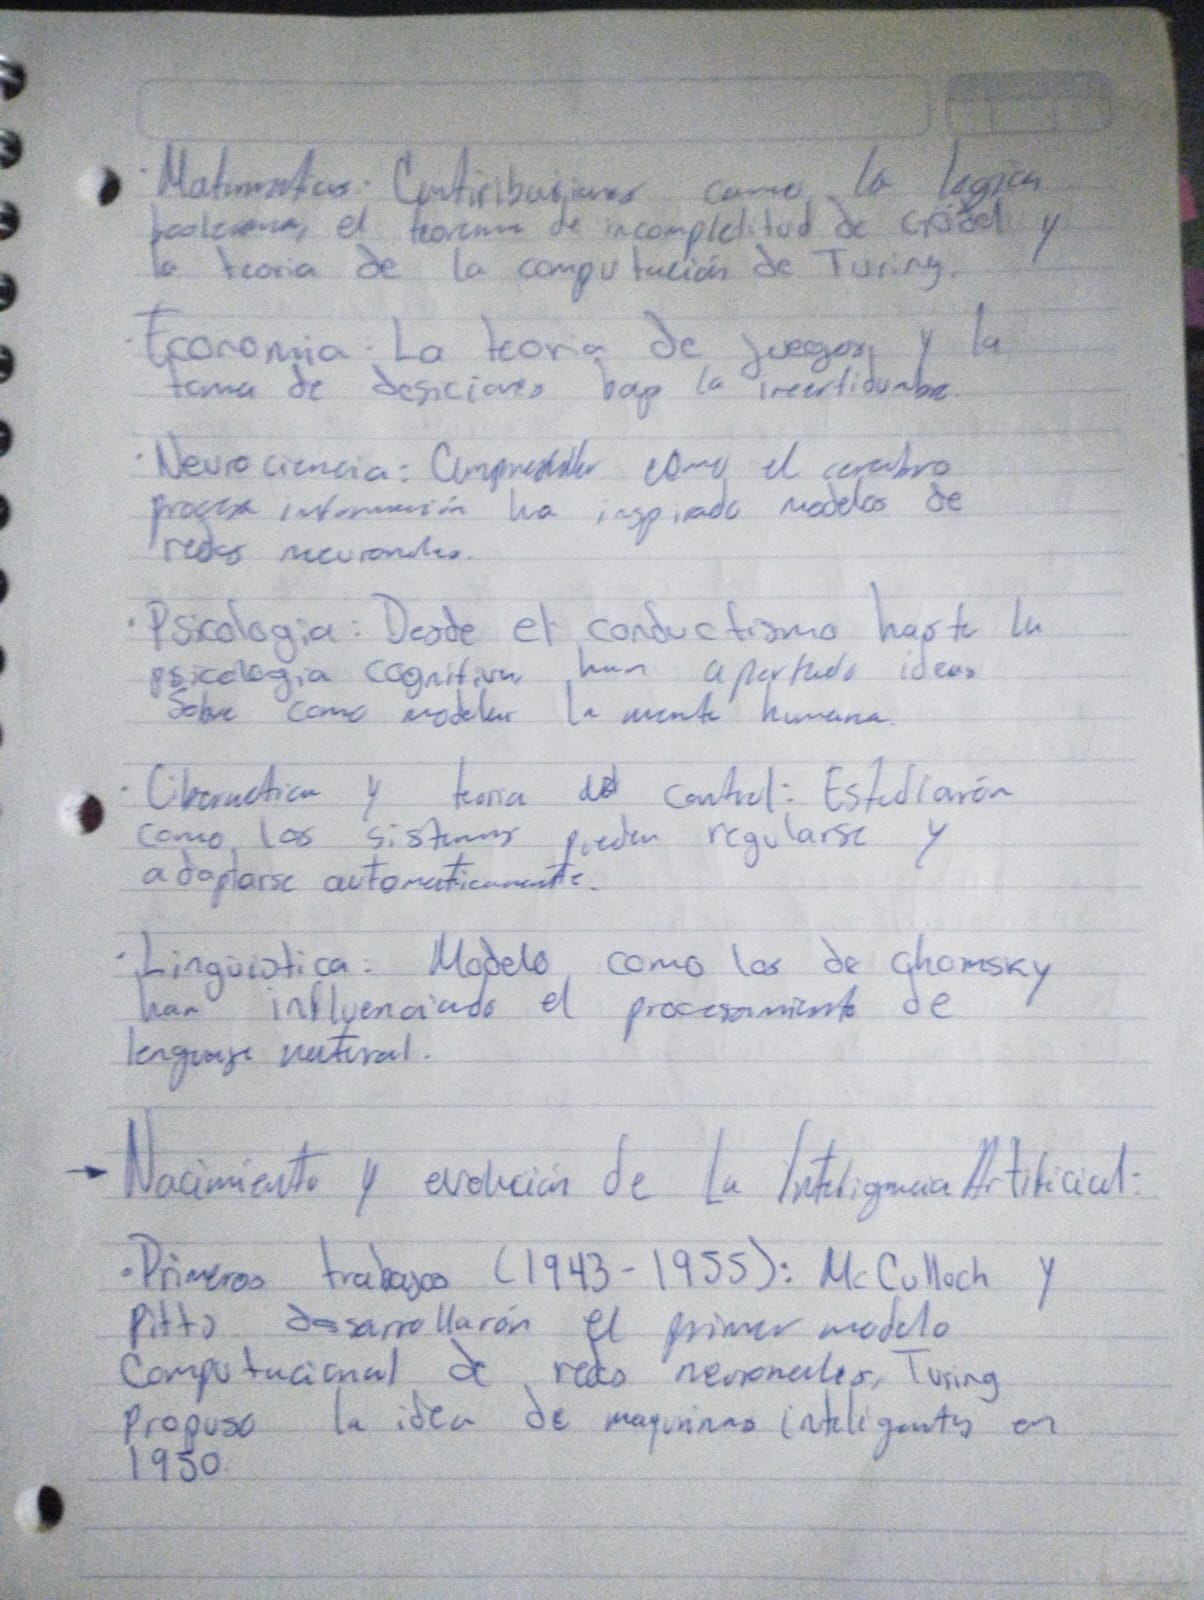 · Matematicas: Contiribuciones como la logica
booleana, el teorema de incompletitud de Gödel y
la teoria de la computación de Turing.
· Economia: La teoria de juegos y la
toma de desiciones bajo la incertidumbre.
· Neurociencia: Comprender como el cerebro
procesa información ha inspirado modelos de
redes neuronales.
· Psicologia: Desde el conductismo hasta la
psicologia cognitiva, han aportado ideas
Sobre como modelar la mente humana.
· Cibernetica y teoria del control: Estudiarón
como los sistemas pueden regularse y
adaptarse automaticamente.
· Lingüistica: Modelo como los de Chomsky
han influenciado el procesamiento de
lenguaje natural.
→ Nacimiento y evolución de La Inteligencia Artificial:
· Primeros trabajos (1943-1955): McCulloch y
Pitts desarrollarón el primer modelo
Computacional de redes neuronales, Turing
Propuso la idea de maquinas inteligentes en
1950.